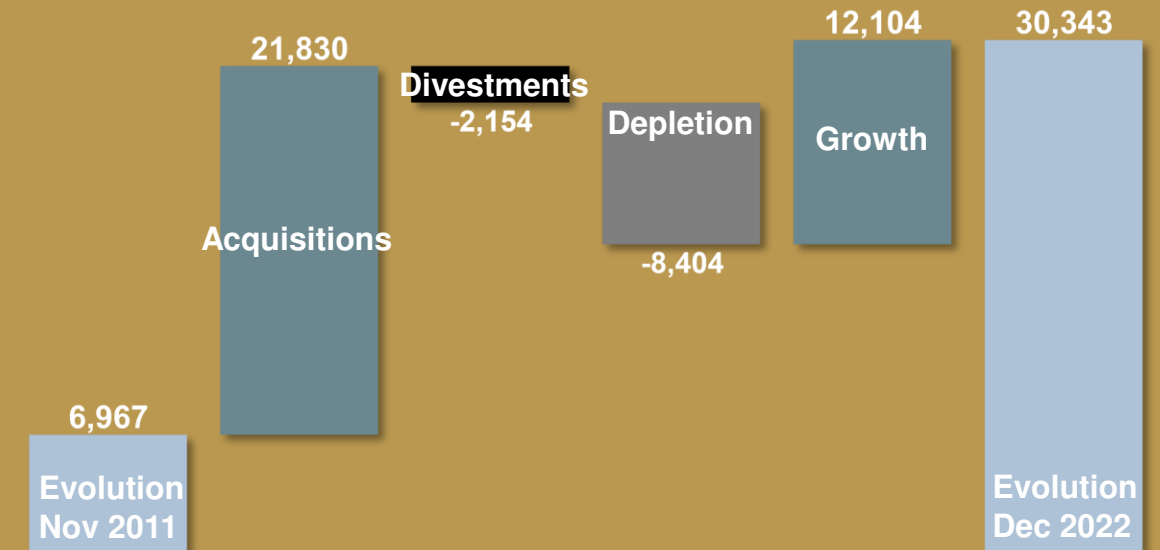 6,967
Evolution
Nov 2011
21,830
Acquisitions
Divestments
-2,154
Depletion
-8,404
12,104
Growth
30,343
Evolution
Dec 2022